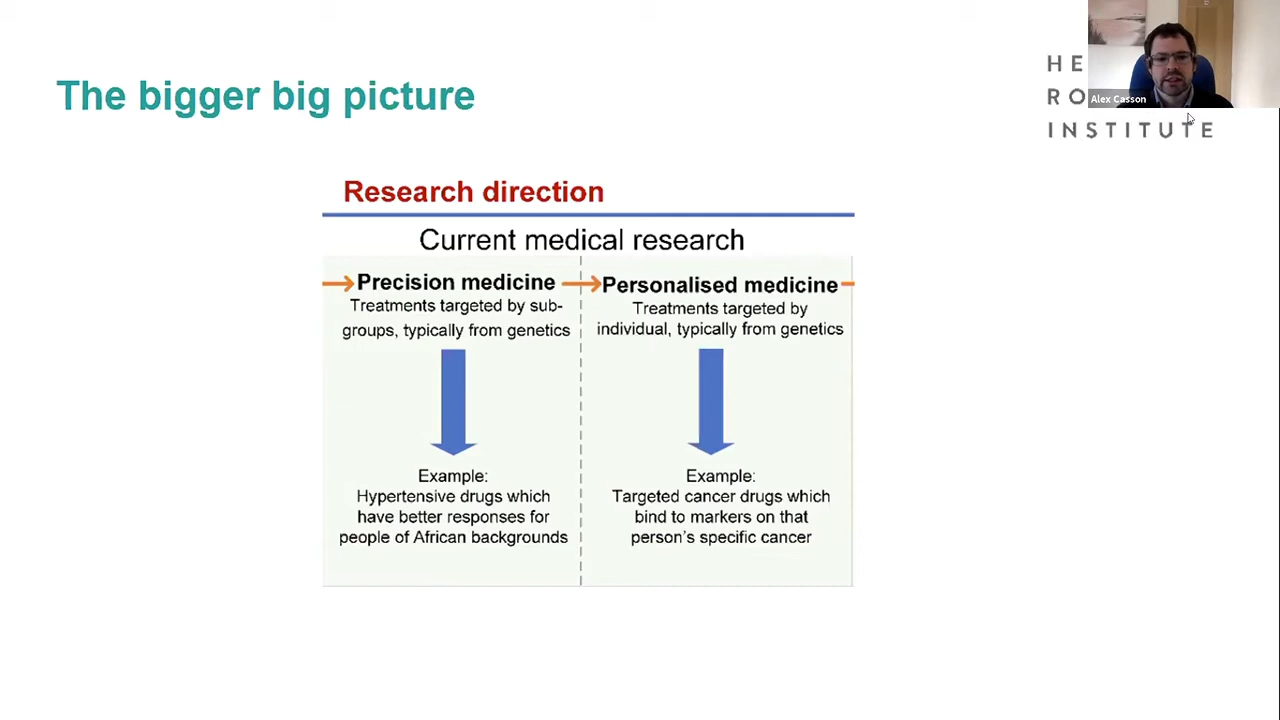 The bigger big picture
HE
RO
INSTITUTE
Alex Casson
Research direction
Current medical research
Precision medicine
Treatments targeted by sub-
groups, typically from genetics
Example:
Hypertensive drugs which
have better responses for
people of African backgrounds
Personalised medicine
Treatments targeted by
individual, typically from genetics
Example:
Targeted cancer drugs which
bind to markers on that
person's specific cancer